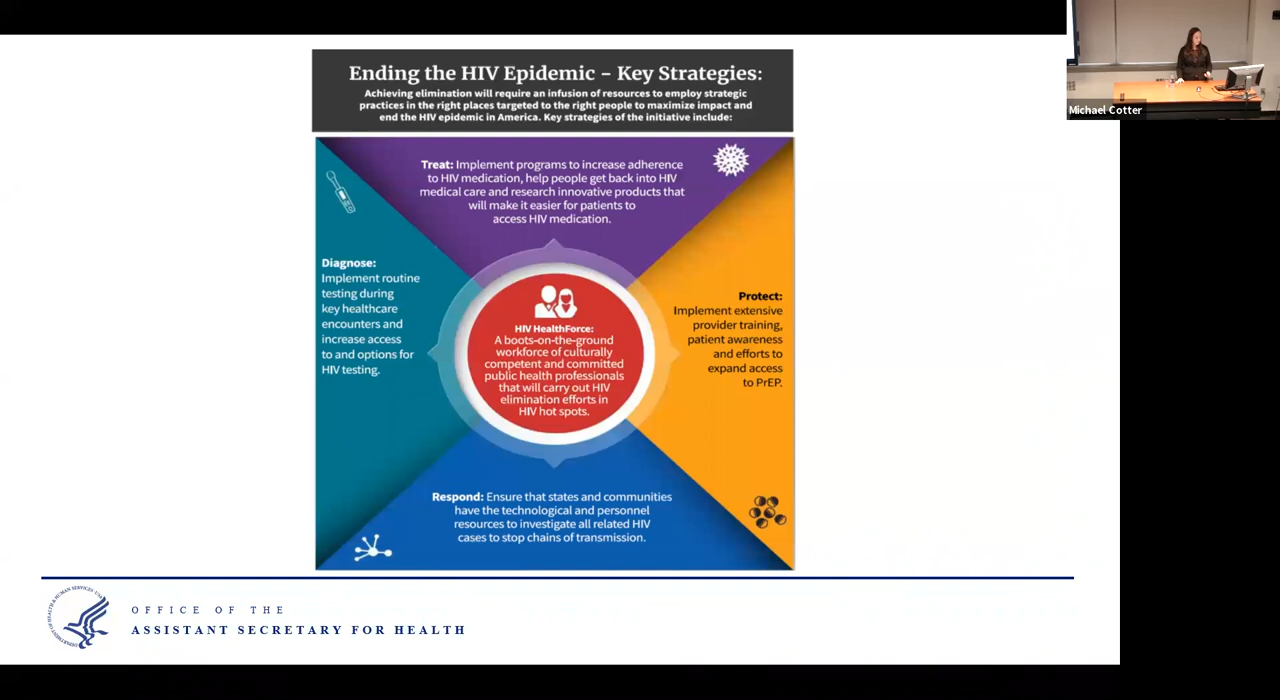 Ending the HIV Epidemic – Key Strategies:
Achieving elimination will require an infusion of resources to employ strategic
practices in the right places targeted to the right people to maximize impact and
end the HIV epidemic in America. Key strategies of the initiative include:
Treat: Implement programs to increase adherence
to HIV medication, help people get back into HIV
medical care and research innovative products that
will make it easier for patients to
access HIV medication.
Diagnose:
Implement routine
testing during
key healthcare
encounters and
increase access
to and options for
HIV testing.
HIV HealthForce:
A boots-on-the-ground
workforce of culturally
competent and committed
public health professionals
that will carry out HIV
elimination efforts in
HIV hot spots.
Protect:
Implement extensive
provider training,
patient awareness
and efforts to
expand access
to PrEP.
Respond: Ensure that states and communities
have the technological and personnel
resources to investigate all related HIV
cases to stop chains of transmission.
OFFICE OF THE
ASSISTANT SECRETARY FOR HEALTH
DEPARTMENT OF HEALTH & HUMAN SERVICES · USA
Michael Cotter